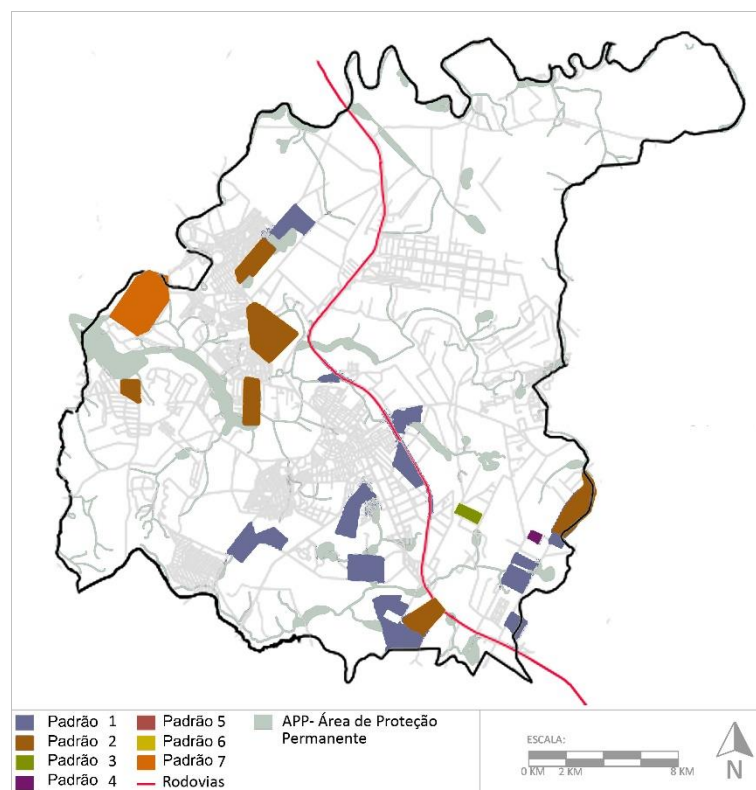 Padrão 1
Padrão 2
Padrão 3
Padrão 4
Padrão 5
Padrão 6
Padrão 7
Rodovias
APP- Área de Proteção
Permanente
ESCALA:
0 KM 2 KM 8 KM
N